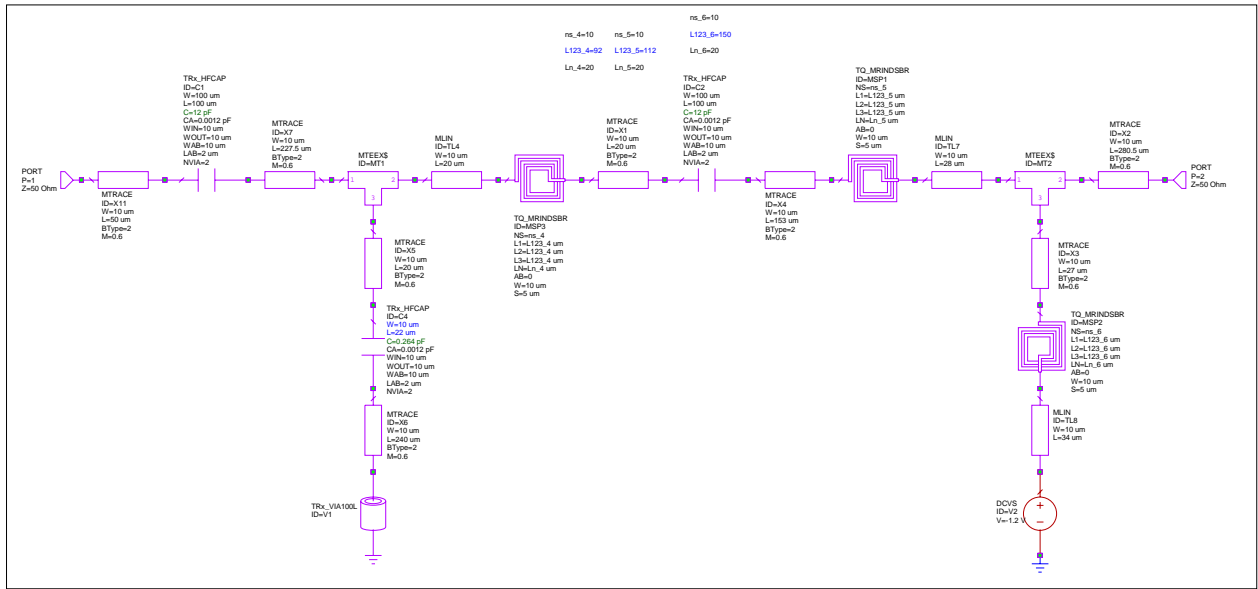 ns_6=10
ns_4=10 ns_5=10
L123_6=150
L123_4=92 L123_5=112
Ln_6=20
Ln_4=20 Ln_5=20
TRx_HFCAP
ID=C1
W=100 um
L=100 um
C=12 pF
CA=0.0012 pF
WIN=10 um
WOUT=10 um
WAB=10 um
LAB=2 um
NVIA=2
TRx_HFCAP
ID=C2
W=100 um
L=100 um
C=12 pF
CA=0.0012 pF
WIN=10 um
WOUT=10 um
WAB=10 um
LAB=2 um
NVIA=2
TQ_MRINDSBR
ID=MSP1
NS=ns_5
L1=L123_5 um
L2=L123_5 um
L3=L123_5 um
LN=Ln_5 um
AB=0
W=10 um
S=5 um
MTRACE
ID=X7
W=10 um
L=227.5 um
BType=2
M=0.6
MLIN
ID=TL4
W=10 um
L=20 um
MTRACE
ID=X1
W=10 um
L=20 um
BType=2
M=0.6
MLIN
ID=TL7
W=10 um
L=28 um
MTRACE
ID=X2
W=10 um
L=280.5 um
BType=2
M=0.6
MTEEX$
ID=MT1
MTEEX$
ID=MT2
PORT
P=1
Z=50 Ohm
PORT
P=2
Z=50 Ohm
1 2
3
1 2
3
MTRACE
ID=X11
W=10 um
L=50 um
BType=2
M=0.6
MTRACE
ID=X4
W=10 um
L=153 um
BType=2
M=0.6
TQ_MRINDSBR
ID=MSP3
NS=ns_4
L1=L123_4 um
L2=L123_4 um
L3=L123_4 um
LN=Ln_4 um
AB=0
W=10 um
S=5 um
MTRACE
ID=X5
W=10 um
L=20 um
BType=2
M=0.6
MTRACE
ID=X3
W=10 um
L=27 um
BType=2
M=0.6
TRx_HFCAP
ID=C4
W=10 um
L=22 um
C=0.264 pF
CA=0.0012 pF
WIN=10 um
WOUT=10 um
WAB=10 um
LAB=2 um
NVIA=2
TQ_MRINDSBR
ID=MSP2
NS=ns_6
L1=L123_6 um
L2=L123_6 um
L3=L123_6 um
LN=Ln_6 um
AB=0
W=10 um
S=5 um
MTRACE
ID=X6
W=10 um
L=240 um
BType=2
M=0.6
MLIN
ID=TL8
W=10 um
L=34 um
TRx_VIA100L
ID=V1
DCVS
ID=V2
V=-1.2 V